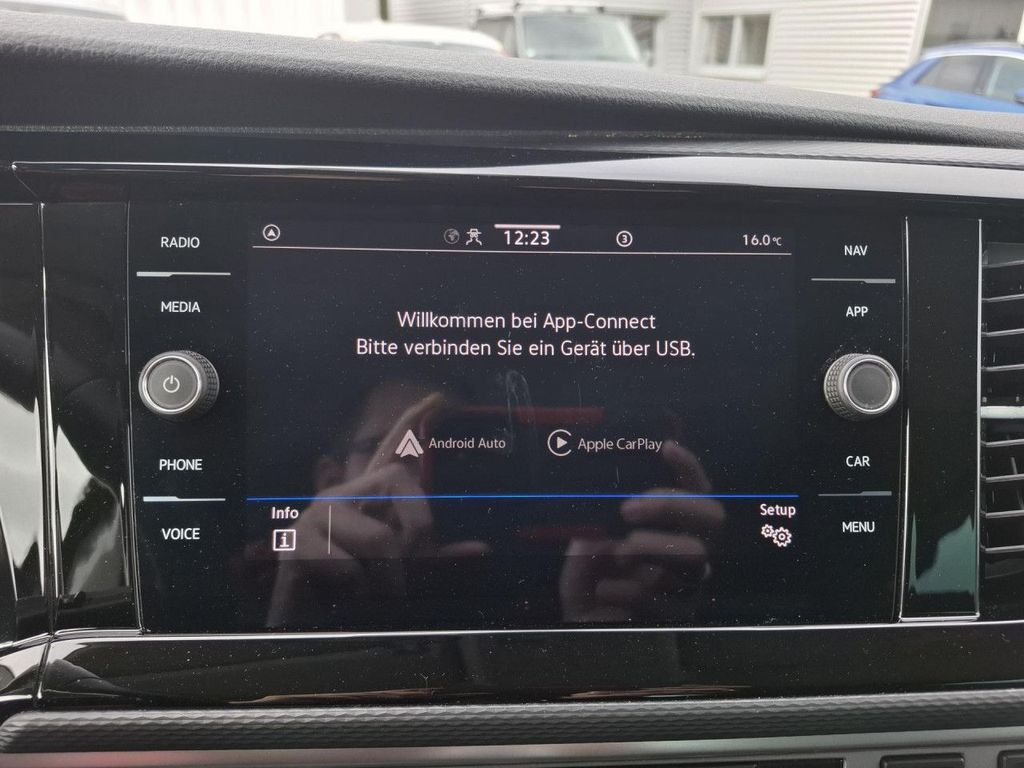 RADIO
MEDIA
PHONE
VOICE
12:23
3
16.0°C
Willkommen bei App-Connect
Bitte verbinden Sie ein Gerät über USB.
Android Auto
Apple CarPlay
Info
i
Setup
NAV
APP
CAR
MENU